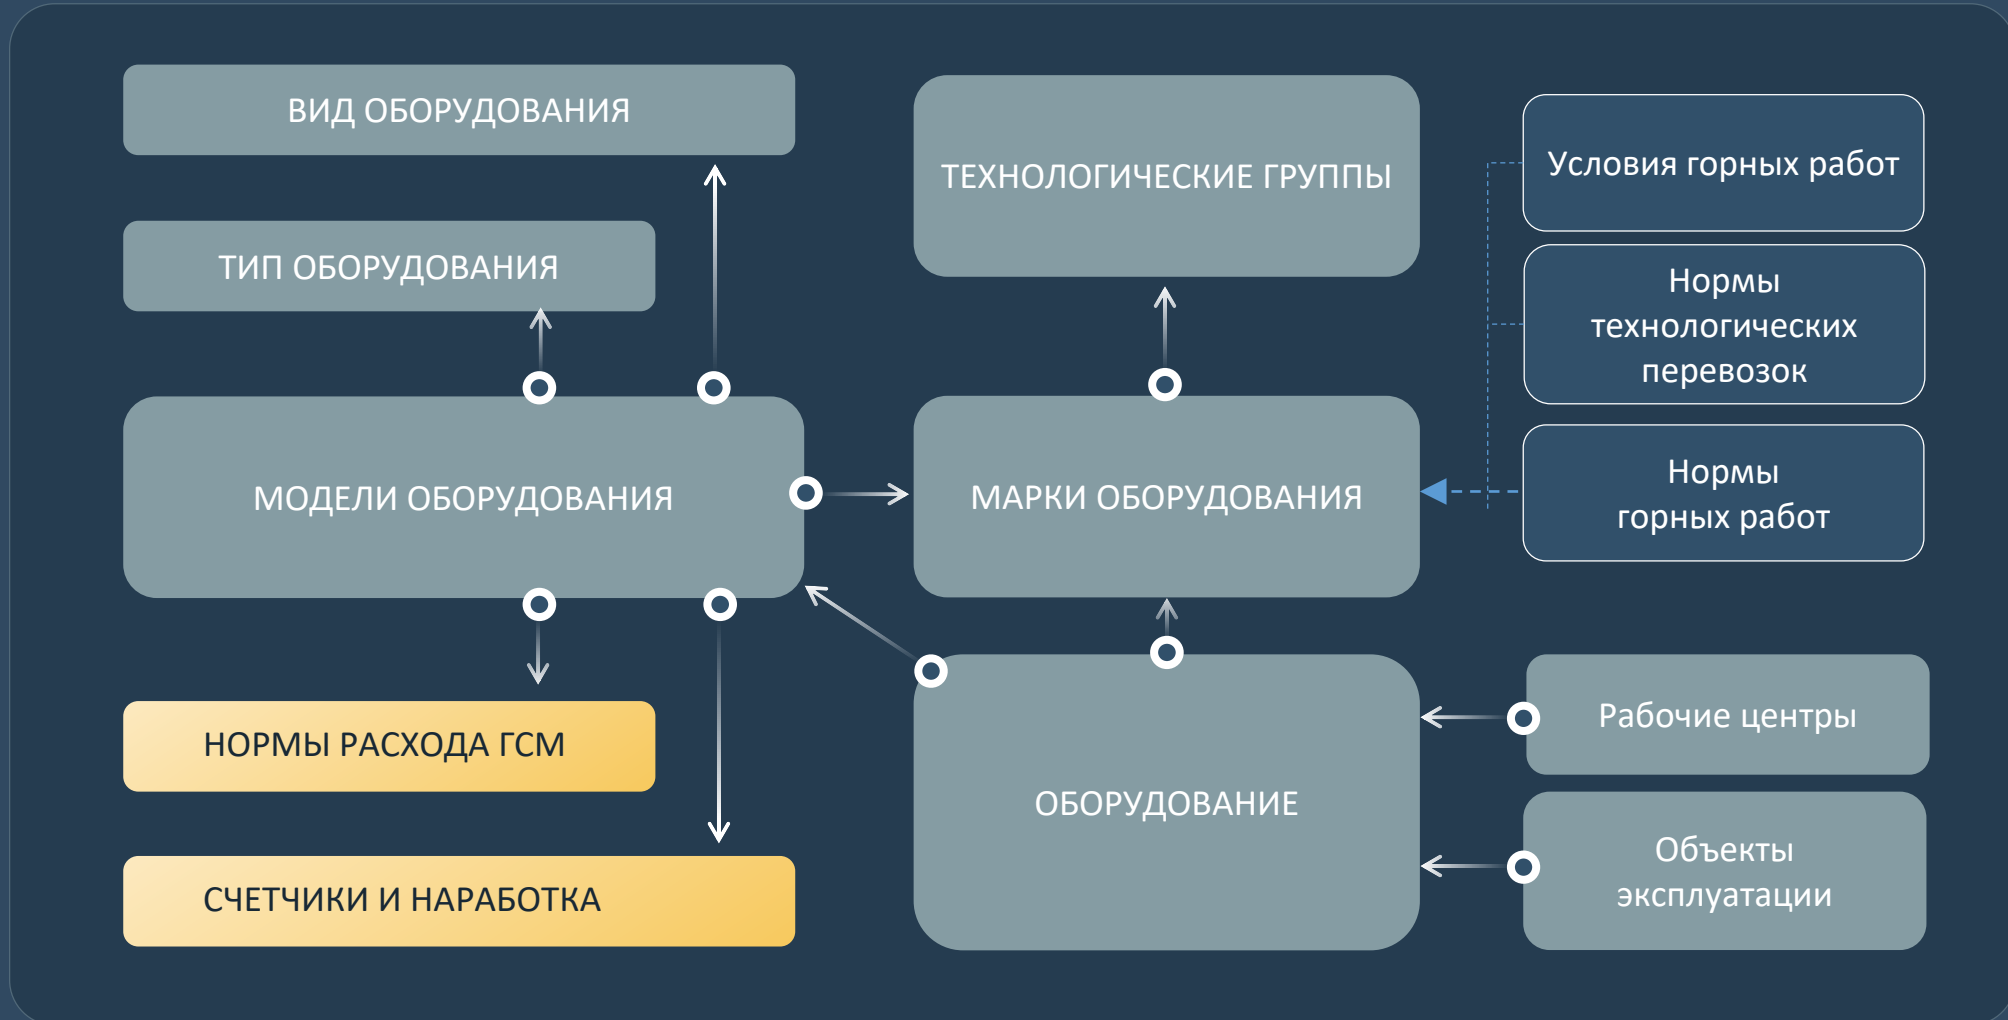 ВИД ОБОРУДОВАНИЯ
ТИП ОБОРУДОВАНИЯ
ТЕХНОЛОГИЧЕСКИЕ ГРУППЫ
Условия горных работ
Нормы
технологических
перевозок
МОДЕЛИ ОБОРУДОВАНИЯ
МАРКИ ОБОРУДОВАНИЯ
Нормы
горных работ
НОРМЫ РАСХОДА ГСМ
СЧЕТЧИКИ И НАРАБОТКА
ОБОРУДОВАНИЕ
Рабочие центры
Объекты
эксплуатации